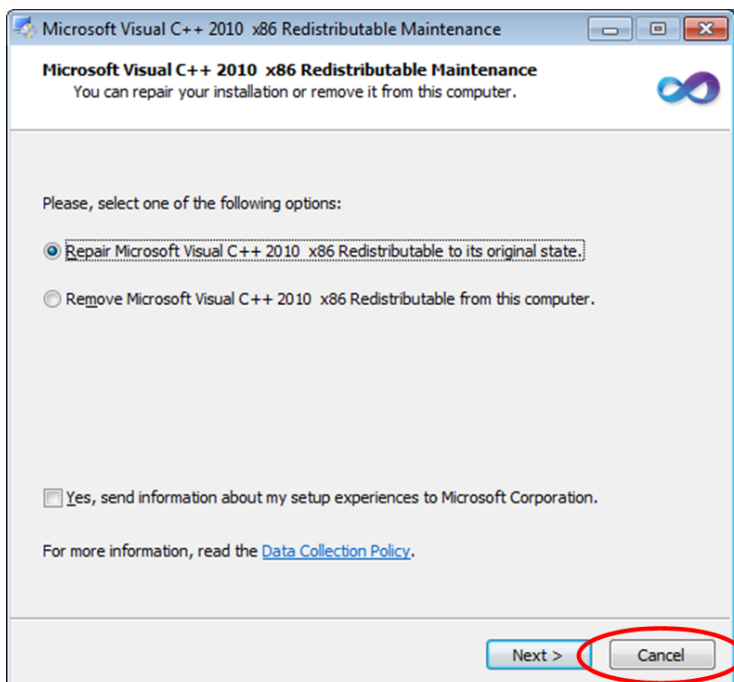 Microsoft Visual C++ 2010  x86 Redistributable Maintenance
Microsoft Visual C++ 2010  x86 Redistributable Maintenance
You can repair your installation or remove it from this computer.
Please, select one of the following options:
Repair Microsoft Visual C++ 2010  x86 Redistributable to its original state.
Remove Microsoft Visual C++ 2010  x86 Redistributable from this computer.
Yes, send information about my setup experiences to Microsoft Corporation.
For more information, read the Data Collection Policy.
Next > Cancel